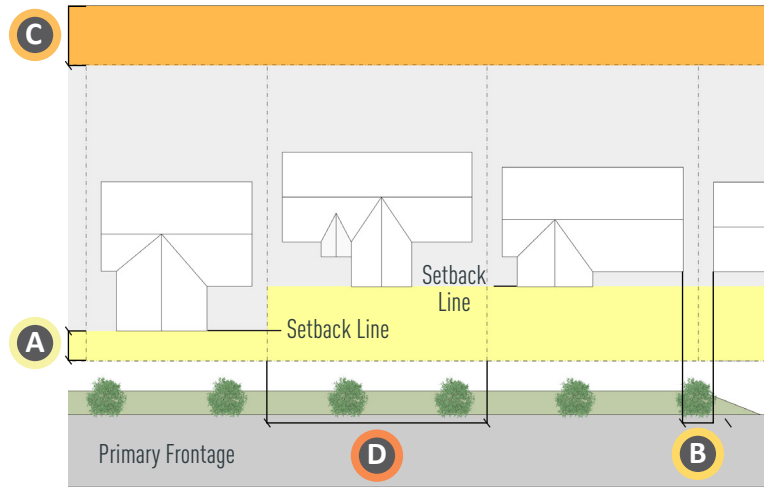 C
Setback
Line
A
Setback Line
Primary Frontage
D
B